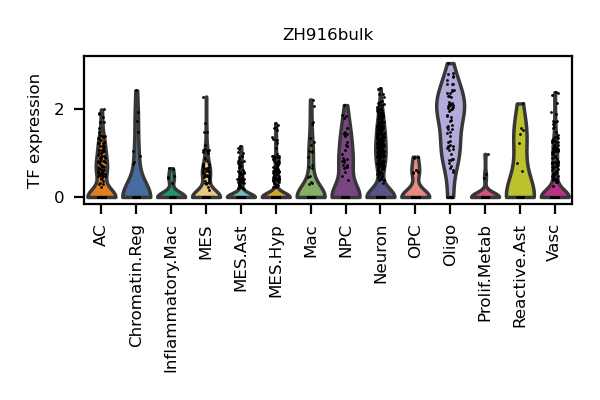 ZH916bulk
TF expression
2
0
AC
Chromatin.Reg
Inflammatory.Mac
MES
MES.Ast
MES.Hyp
Mac
NPC
Neuron
OPC
Oligo
Prolif.Metab
Reactive.Ast
Vasc